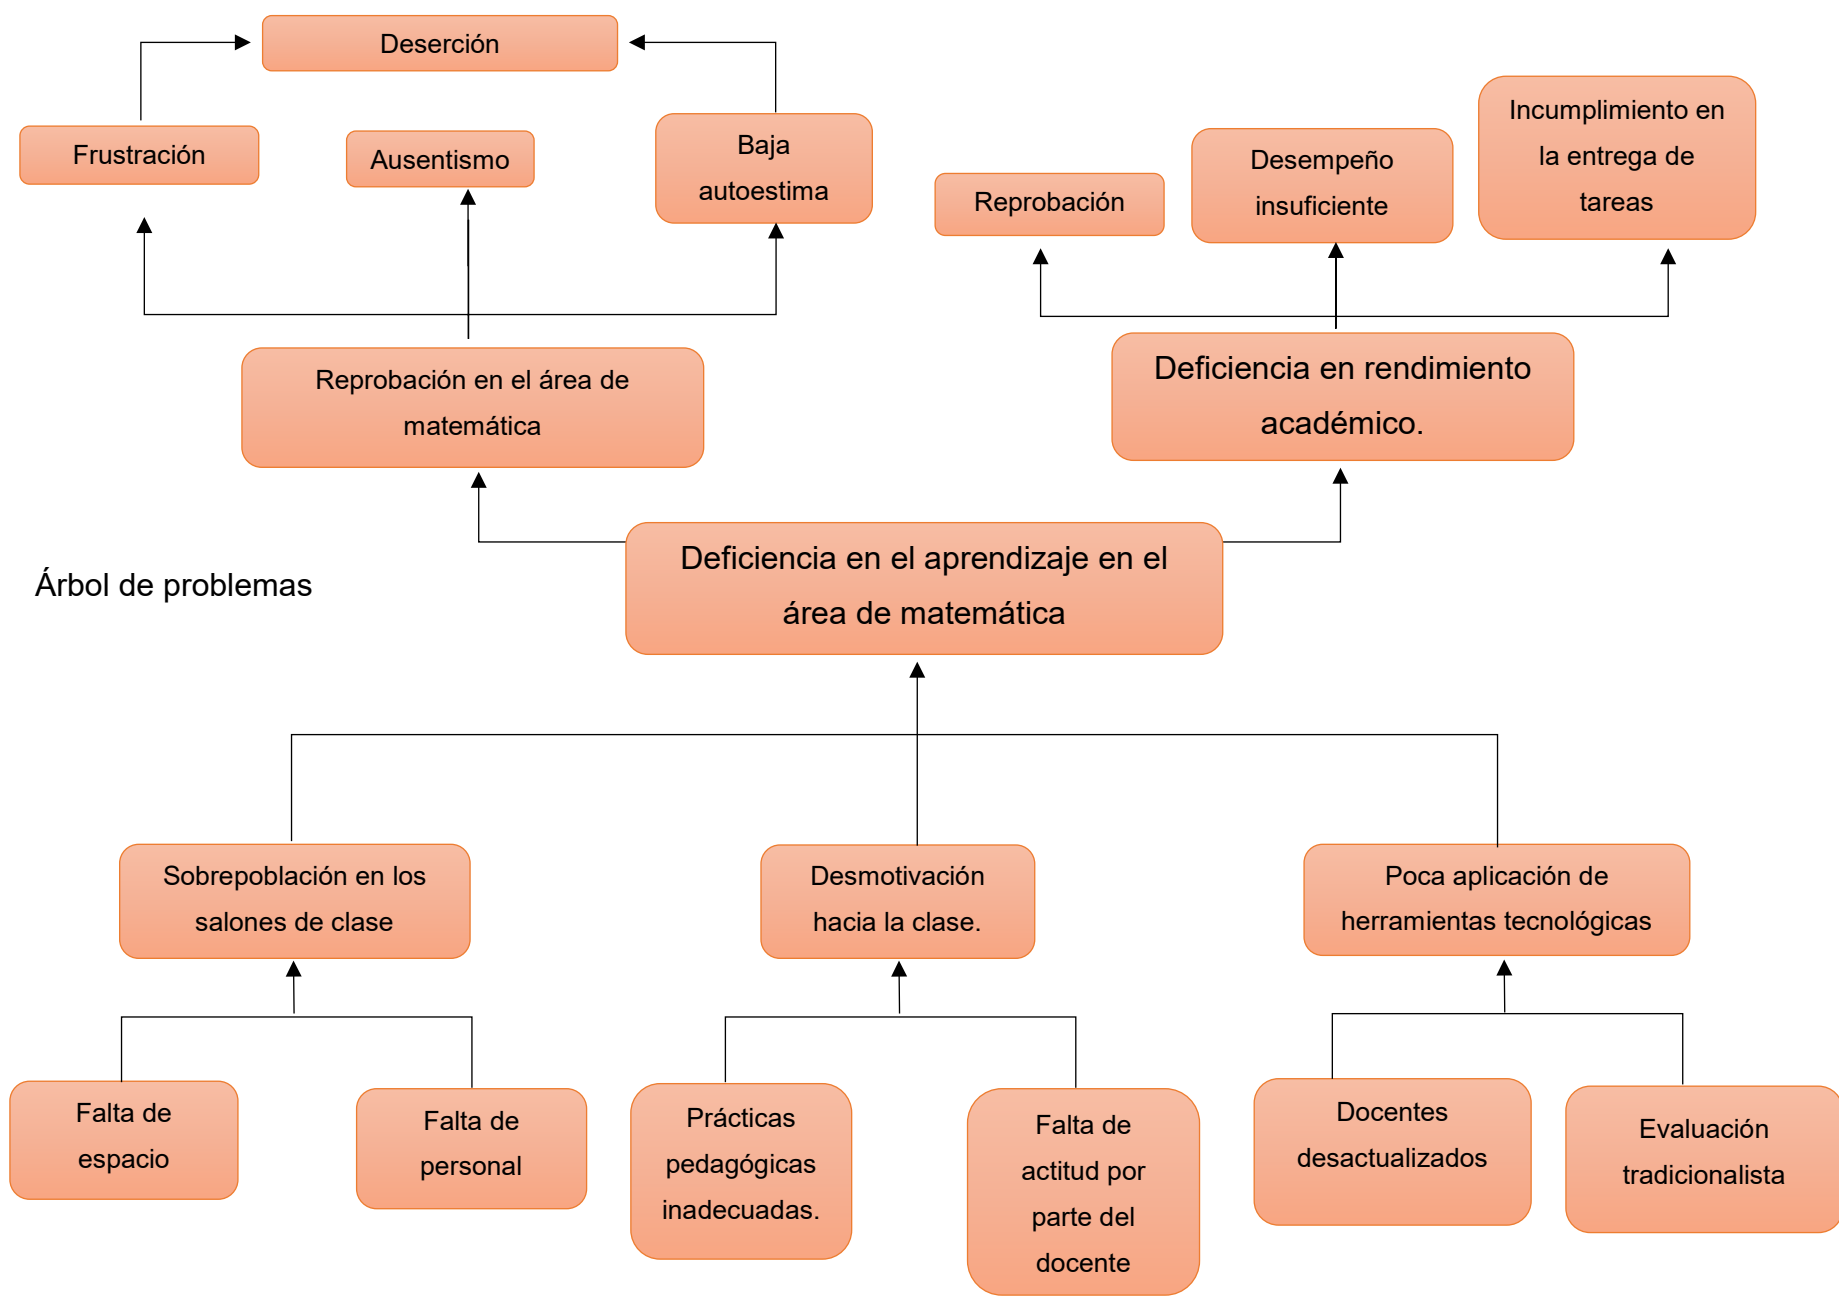 Deserción
Frustración
Ausentismo
Baja
autoestima
Reprobación
Desempeño
insuficiente
Incumplimiento en
la entrega de
tareas
Reprobación en el área de
matemática
Deficiencia en rendimiento
académico.
Árbol de problemas
Deficiencia en el aprendizaje en el
área de matemática
Sobrepoblación en los
salones de clase
Desmotivación
hacia la clase.
Poca aplicación de
herramientas tecnológicas
Falta de
espacio
Falta de
personal
Prácticas
pedagógicas
inadecuadas.
Falta de
actitud por
parte del
docente
Docentes
desactualizados
Evaluación
tradicionalista